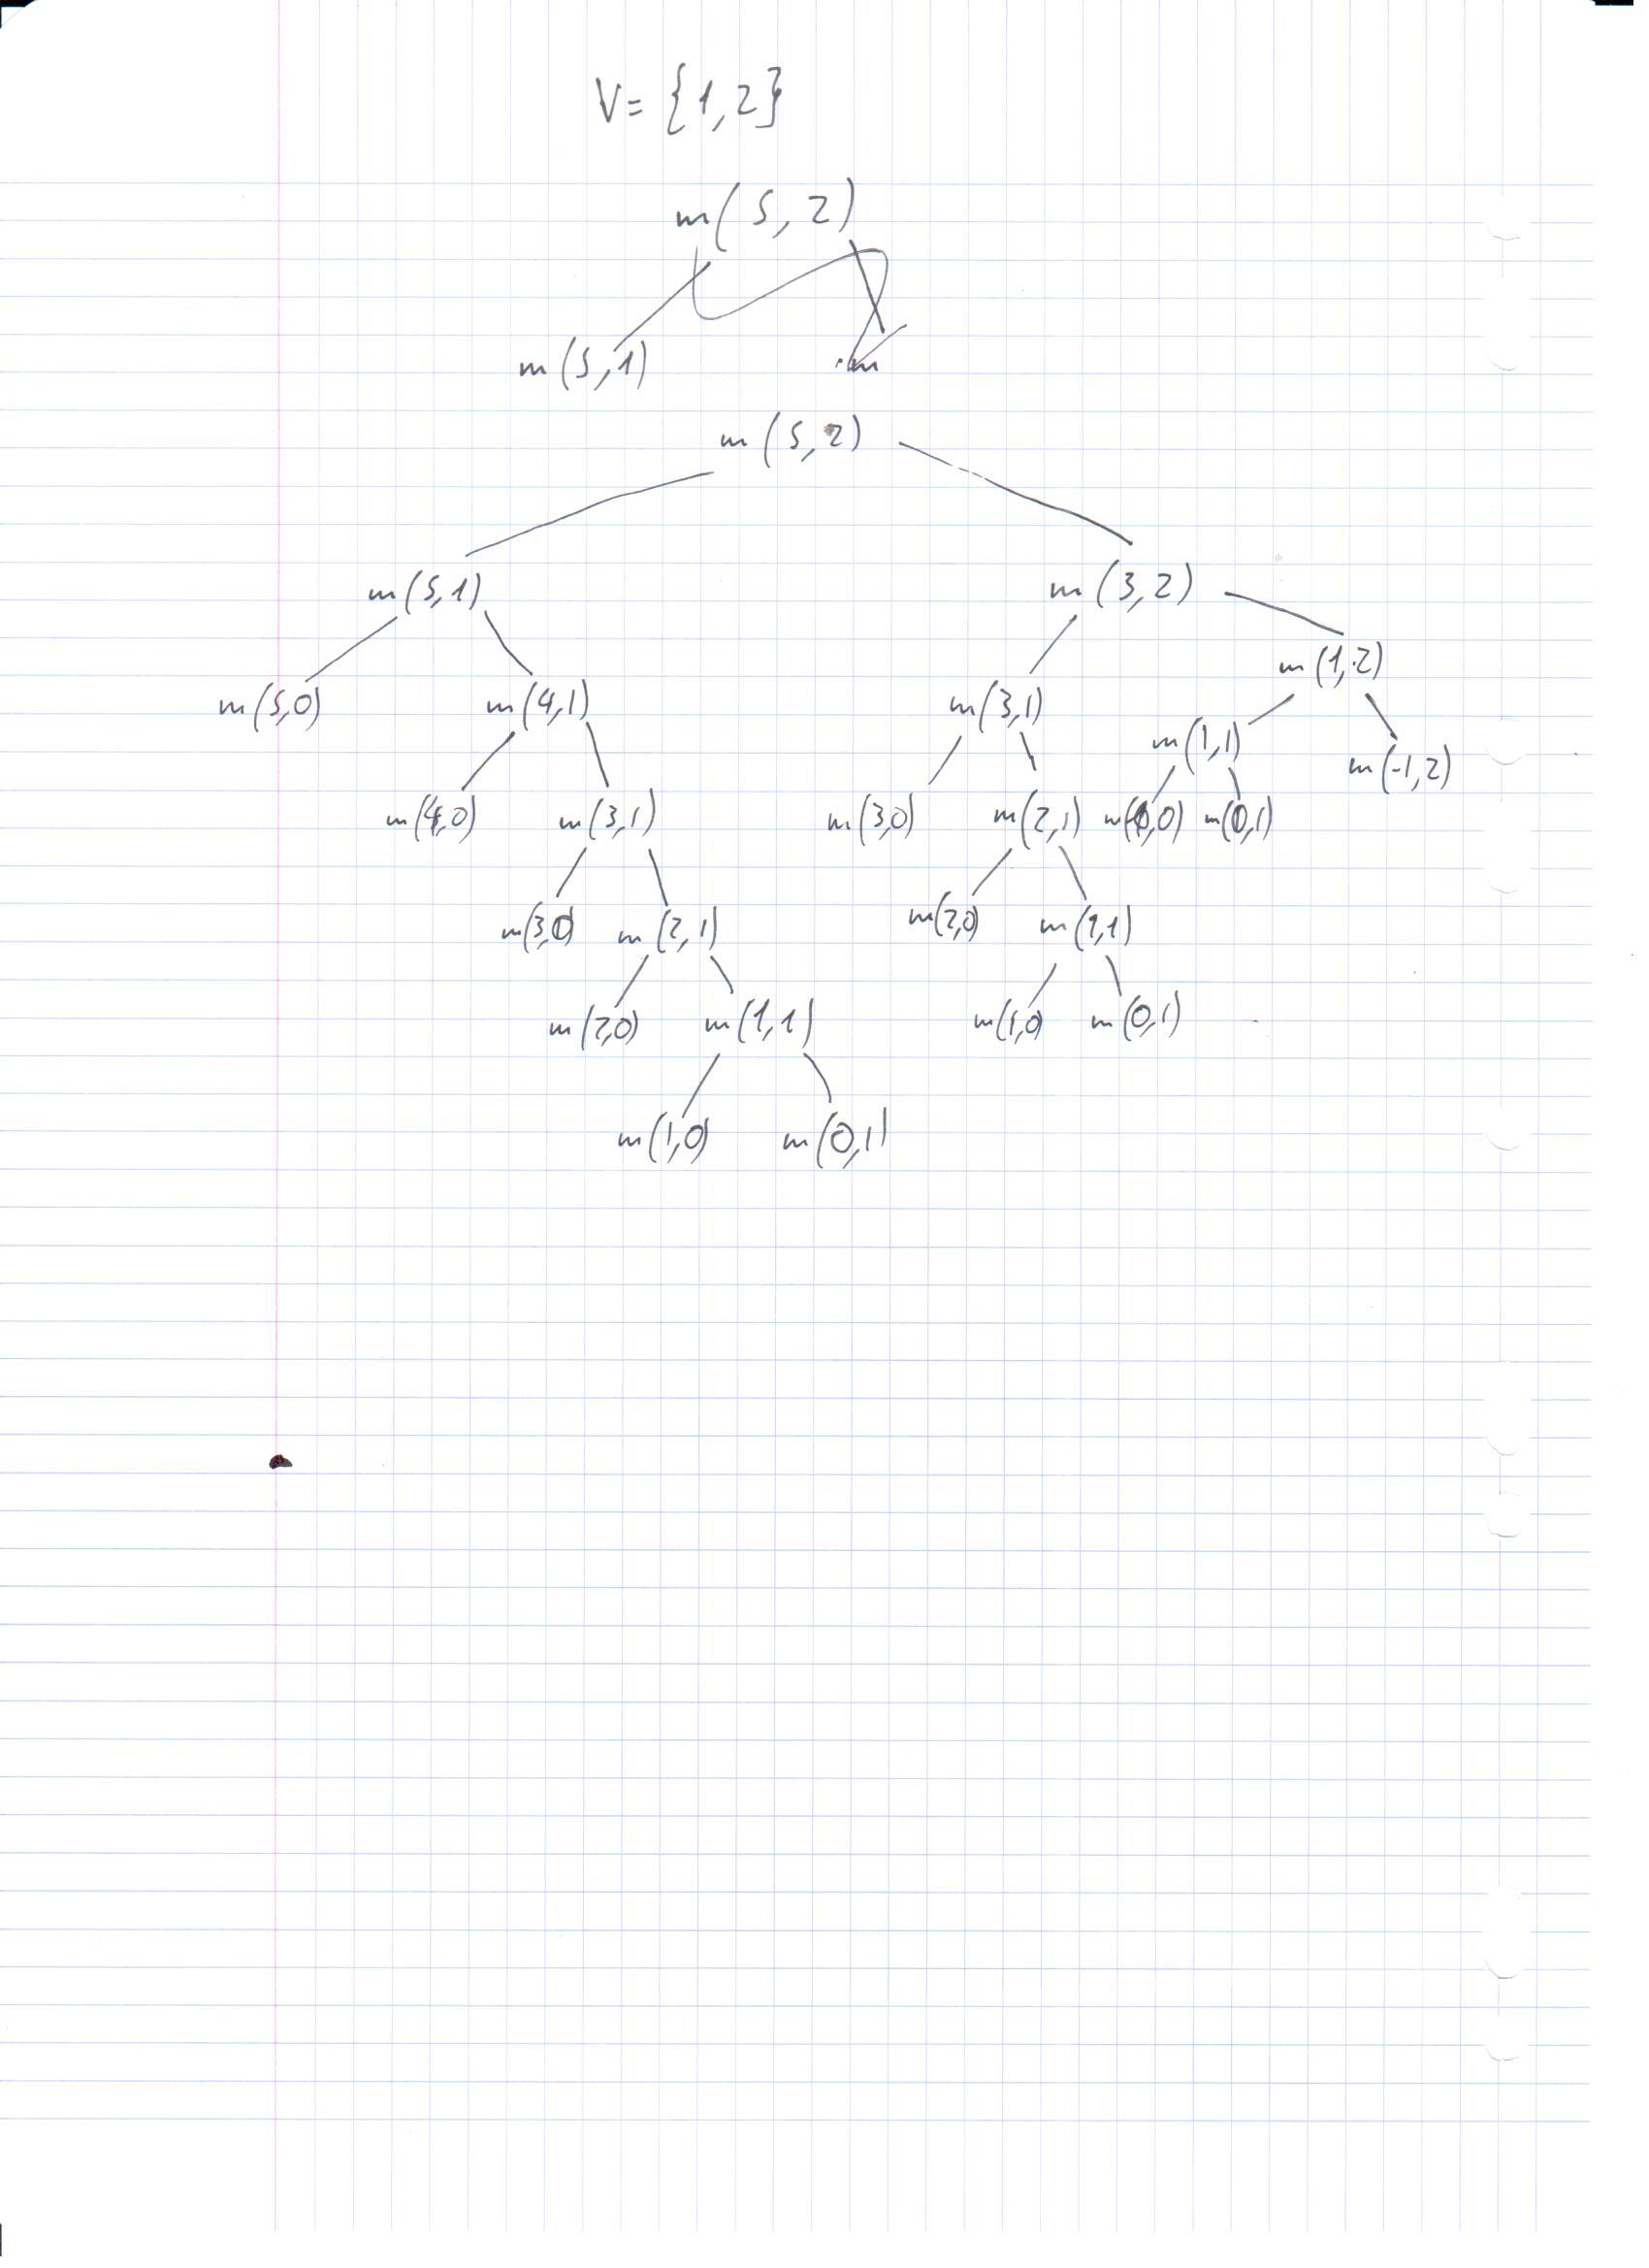 V = {1,2}
m(5,2)
m(5,1) m
m(5,2)
m(5,1) m(3,2)
m(1,2)
m(5,0) m(4,1) m(3,1)
m(1,1) m(-1,2)
m(4,0) m(3,1) m(3,0) m(2,1) m(1,0) m(0,1)
m(3,0) m(2,1) m(2,0) m(1,1)
m(2,0) m(1,1) m(1,0) m(0,1)
m(1,0) m(0,1)